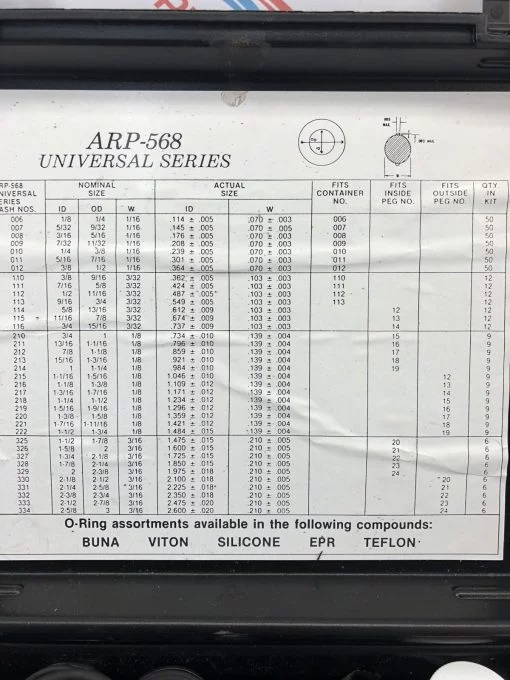 ARP-568
UNIVERSAL SERIES
.003 MAX.
.005 MAX.
ID
W
RP-568 NIVERSAL ERIES ASH NOS. NOMINAL SIZE ACTUAL SIZE FITS CONTAINER NO. FITS INSIDE PEG NO. FITS OUTSIDE PEG NO. QTY. IN KIT
ID OD W ID W
006 1/8 1/4 1/16 .114 ± .005 .070 ± .003 006 50
007 5/32 9/32 1/16 .145 ± .005 .070 ± .005 007 50
008 3/16 5/16 1/16 .176 ± .005 .070 ± .003 008 50
009 7/32 11/32 1/16 .208 ± .005 .070 ± .003 009 50
010 1/4 3/8 1/16 .239 ± .005 .070 ± .003 010 50
011 5/16 7/16 1/16 .301 ± .005 .070 ± .003 011 50
012 3/8 1/2 1/16 .364 ± .005 .070 ± .003 012 50
110 3/8 9/16 3/32 .362 ± .005 .103 ± .003 110 12
111 7/16 5/8 3/32 .424 ± .005 .103 ± .003 111 12
112 1/2 11/16 3/32 .487 ± .005 .103 ± .003 112 12
113 9/16 3/4 3/32 .549 ± .005 .103 ± .003 113 12
114 5/8 13/16 3/32 .612 ± .009 .103 ± .003 12 12
115 11/16 7/8 3/32 .674 ± .009 .103 ± .003 13 12
116 3/4 15/16 3/32 .737 ± .009 .103 ± .003 14 12
210 3/4 1 1/8 .734 ± .010 .139 ± .004 15 9
211 13/16 1-1/16 1/8 .796 ± .010 .139 ± .004 16 9
212 7/8 1-1/8 1/8 .859 ± .010 .139 ± .004 17 9
213 15/16 1-3/16 1/8 .921 ± .010 .139 ± .004 18 9
214 1 1-1/4 1/8 .984 ± .010 .139 ± .004 19 9
215 1-1/16 1-5/16 1/8 1.046 ± .010 .139 ± .004 12 9
216 1-1/8 1-3/8 1/8 1.109 ± .012 .139 ± .004 13 9
217 1-3/16 1-7/16 1/8 1.171 ± .012 .139 ± .004 14 9
218 1-1/4 1-1/2 1/8 1.234 ± .012 .139 ± .004 15 9
219 1-5/16 1-9/16 1/8 1.296 ± .012 .139 ± .004 16 9
220 1-3/8 1-5/8 1/8 1.359 ± .012 .139 ± .004 17 9
221 1-7/16 1-11/16 1/8 1.421 ± .012 .139 ± .004 18 9
222 1-1/2 1-3/4 1/8 1.484 ± .015 .139 ± .004 19 9
325 1-1/2 1-7/8 3/16 1.475 ± .015 .210 ± .005 20 6
326 1-5/8 2 3/16 1.600 ± .015 .210 ± .005 21 6
327 1-3/4 2-1/8 3/16 1.725 ± .015 .210 ± .005 22 6
328 1-7/8 2-1/4 3/16 1.850 ± .015 .210 ± .005 23 6
329 2 2-3/8 3/16 1.975 ± .018 .210 ± .005 24 6
330 2-1/8 2-1/2 3/16 2.100 ± .018 .210 ± .005 20 6
331 2-1/4 2-5/8 3/16 2.225 ± .018 .210 ± .005 21 6
332 2-3/8 2-3/4 3/16 2.350 ± .018 .210 ± .005 22 6
333 2-1/2 2-7/8 3/16 2.475 ± .020 .210 ± .005 23 6
334 2-5/8 3 3/16 2.600 ± .020 .210 ± .005 24 6
O-Ring assortments available in the following compounds:
BUNA VITON SILICONE EPR TEFLON